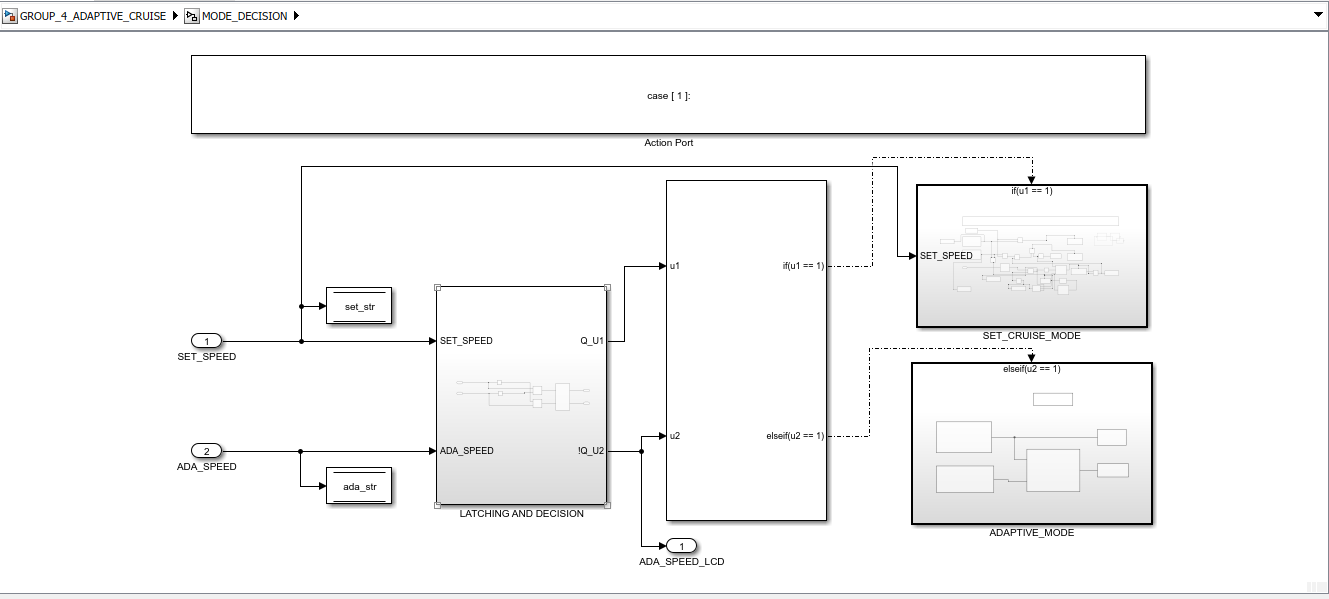 GROUP_4_ADAPTIVE_CRUISE MODE_DECISION
case [ 1 ]:
Action Port
if(u1 == 1)
SET_SPEED
SET_CRUISE_MODE
u1
if(u1 == 1)
u2
elseif(u2 == 1)
set_str
1
SET_SPEED
SET_SPEED
Q_U1
2
ADA_SPEED
ADA_SPEED
!Q_U2
ada_str
LATCHING AND DECISION
elseif(u2 == 1)
ADAPTIVE_MODE
1
ADA_SPEED_LCD